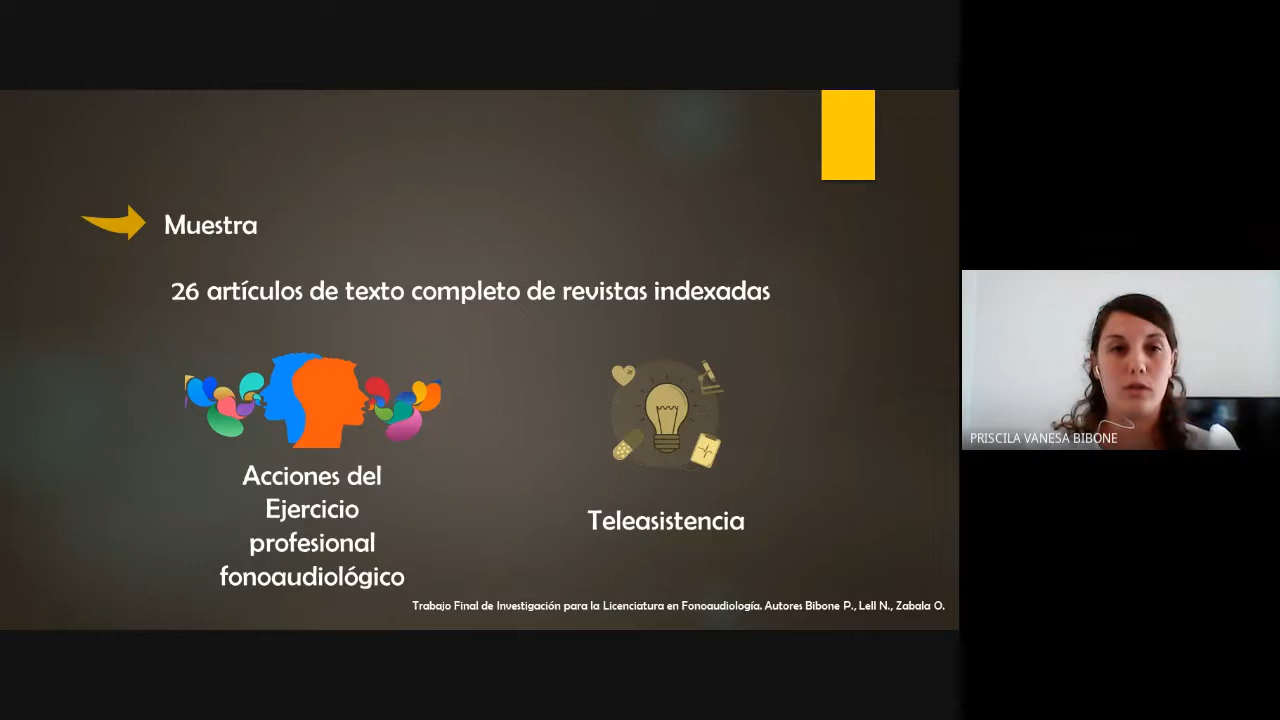 Muestra
26 artículos de texto completo de revistas indexadas
Acciones del
Ejercicio
profesional
fonoaudiológico
Teleasistencia
Trabajo Final de Investigación para la Licenciatura en Fonoaudiología. Autores Bibone P., Lell N., Zabala O.
PRISCILA VANESA BIBONE